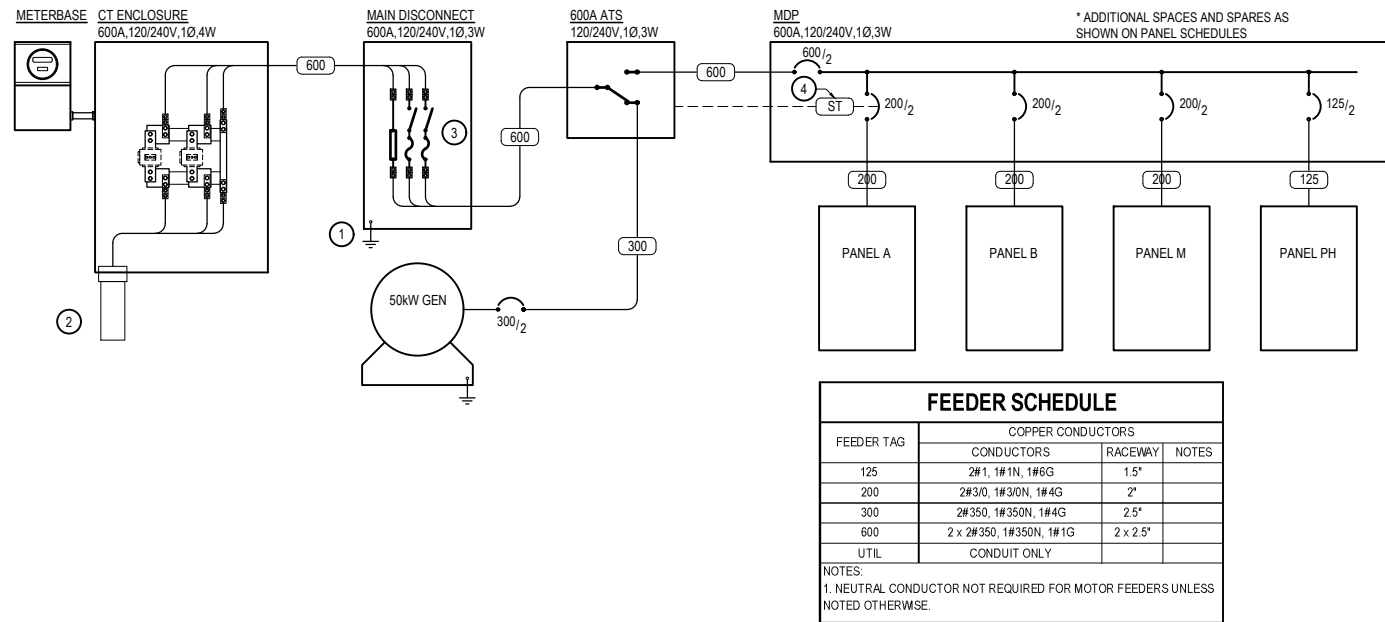 METERBASE
CT ENCLOSURE
600A,120/240V,1Ø,4W
MAIN DISCONNECT
600A,120/240V,1Ø,3W
600A ATS
120/240V,1Ø,3W
MDP
600A,120/240V,1Ø,3W
* ADDITIONAL SPACES AND SPARES AS
SHOWN ON PANEL SCHEDULES
600
600
600
600/2
4
ST
200/2
200/2
200/2
125/2
3
1
2
300
200
200
200
125
PANEL A
PANEL B
PANEL M
PANEL PH
50kW GEN
300/2
FEEDER SCHEDULE
FEEDER TAG
COPPER CONDUCTORS
CONDUCTORS RACEWAY NOTES
125 2#1, 1#1N, 1#6G 1.5"
200 2#3/0, 1#3/0N, 1#4G 2"
300 2#350, 1#350N, 1#4G 2.5"
600 2 x 2#350, 1#350N, 1#1G 2 x 2.5"
UTIL CONDUIT ONLY
NOTES:
1. NEUTRAL CONDUCTOR NOT REQUIRED FOR MOTOR FEEDERS UNLESS
NOTED OTHERWISE.